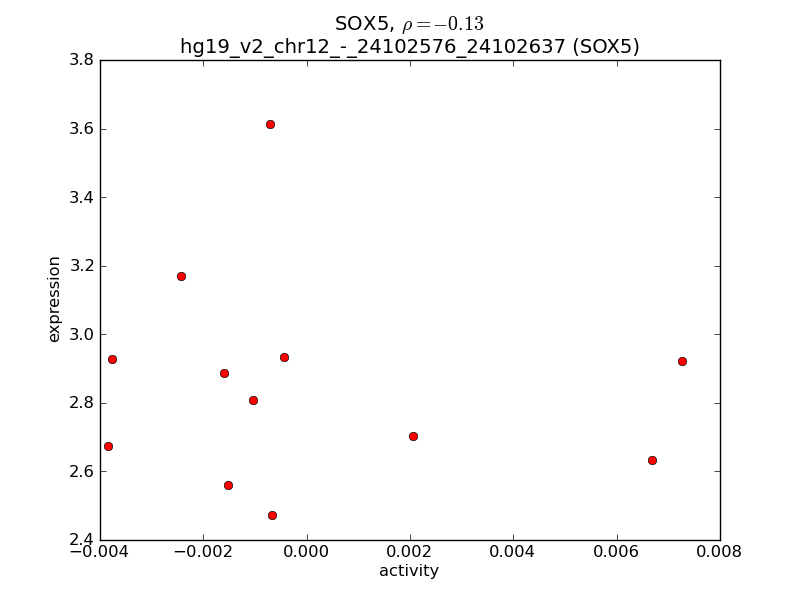 SOX5, ρ = −0.13
hg19_v2_chr12_-_24102576_24102637 (SOX5)
3.8
3.6
3.4
3.2
3.0
2.8
2.6
2.4
expression
−0.004 −0.002 0.000 0.002 0.004 0.006 0.008
activity